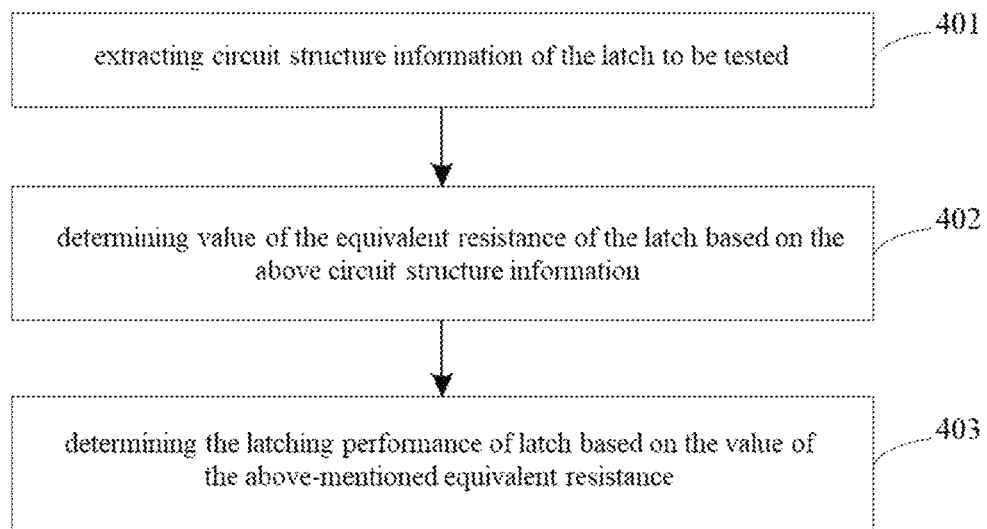 extracting circuit structure information of the latch to be tested
401
determining value of the equivalent resistance of the latch based on the
above circuit structure information
402
determining the latching performance of latch based on the value of
the above-mentioned equivalent resistance
403